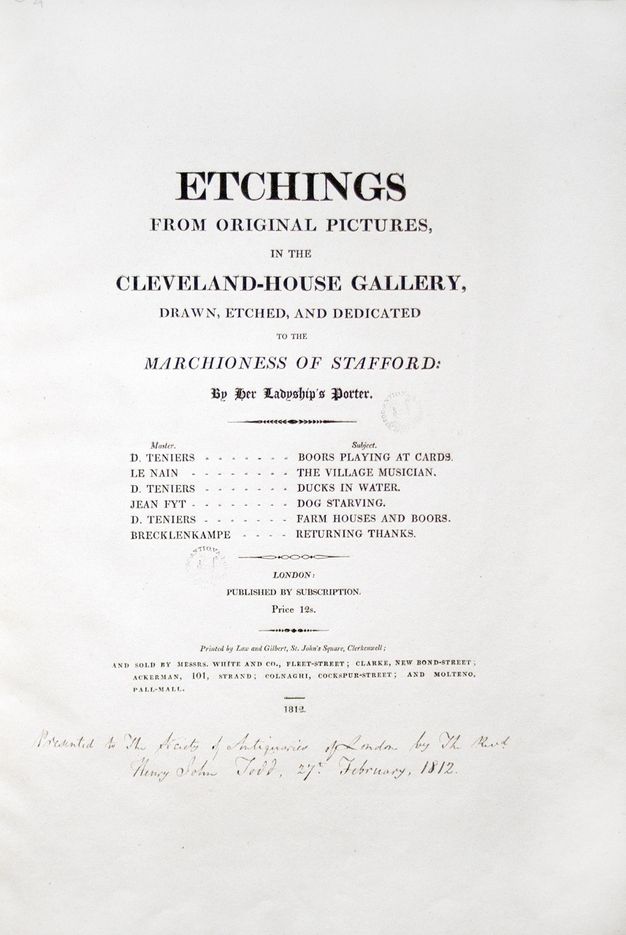 ETCHINGS
FROM ORIGINAL PICTURES,
IN THE
CLEVELAND-HOUSE GALLERY,
DRAWN, ETCHED, AND DEDICATED
TO THE
MARCHIONESS OF STAFFORD:
By Her Ladyship's Porter.
Master. Subject.
D. TENIERS - - - - - - - BOORS PLAYING AT CARDS.
LE NAIN - - - - - - - - THE VILLAGE MUSICIAN.
D. TENIERS - - - - - - - DUCKS IN WATER.
JEAN FYT - - - - - - - - DOG STARVING.
D. TENIERS - - - - - - - FARM HOUSES AND BOORS.
BRECKLENKAMPE - - - - RETURNING THANKS.
LONDON:
PUBLISHED BY SUBSCRIPTION.
Price 12s.
Printed by Law and Gilbert, St. John's Square, Clerkenwell;
AND SOLD BY MESSRS. WHITE AND CO., FLEET-STREET; CLARKE, NEW BOND-STREET;
ACKERMAN, 101, STRAND; COLNAGHI, COCKSPUR-STREET; AND MOLTENO,
PALL-MALL.
1812.
Presented to The Society of Antiquaries of London by The Revd
Henry John Todd, 27th February, 1812.